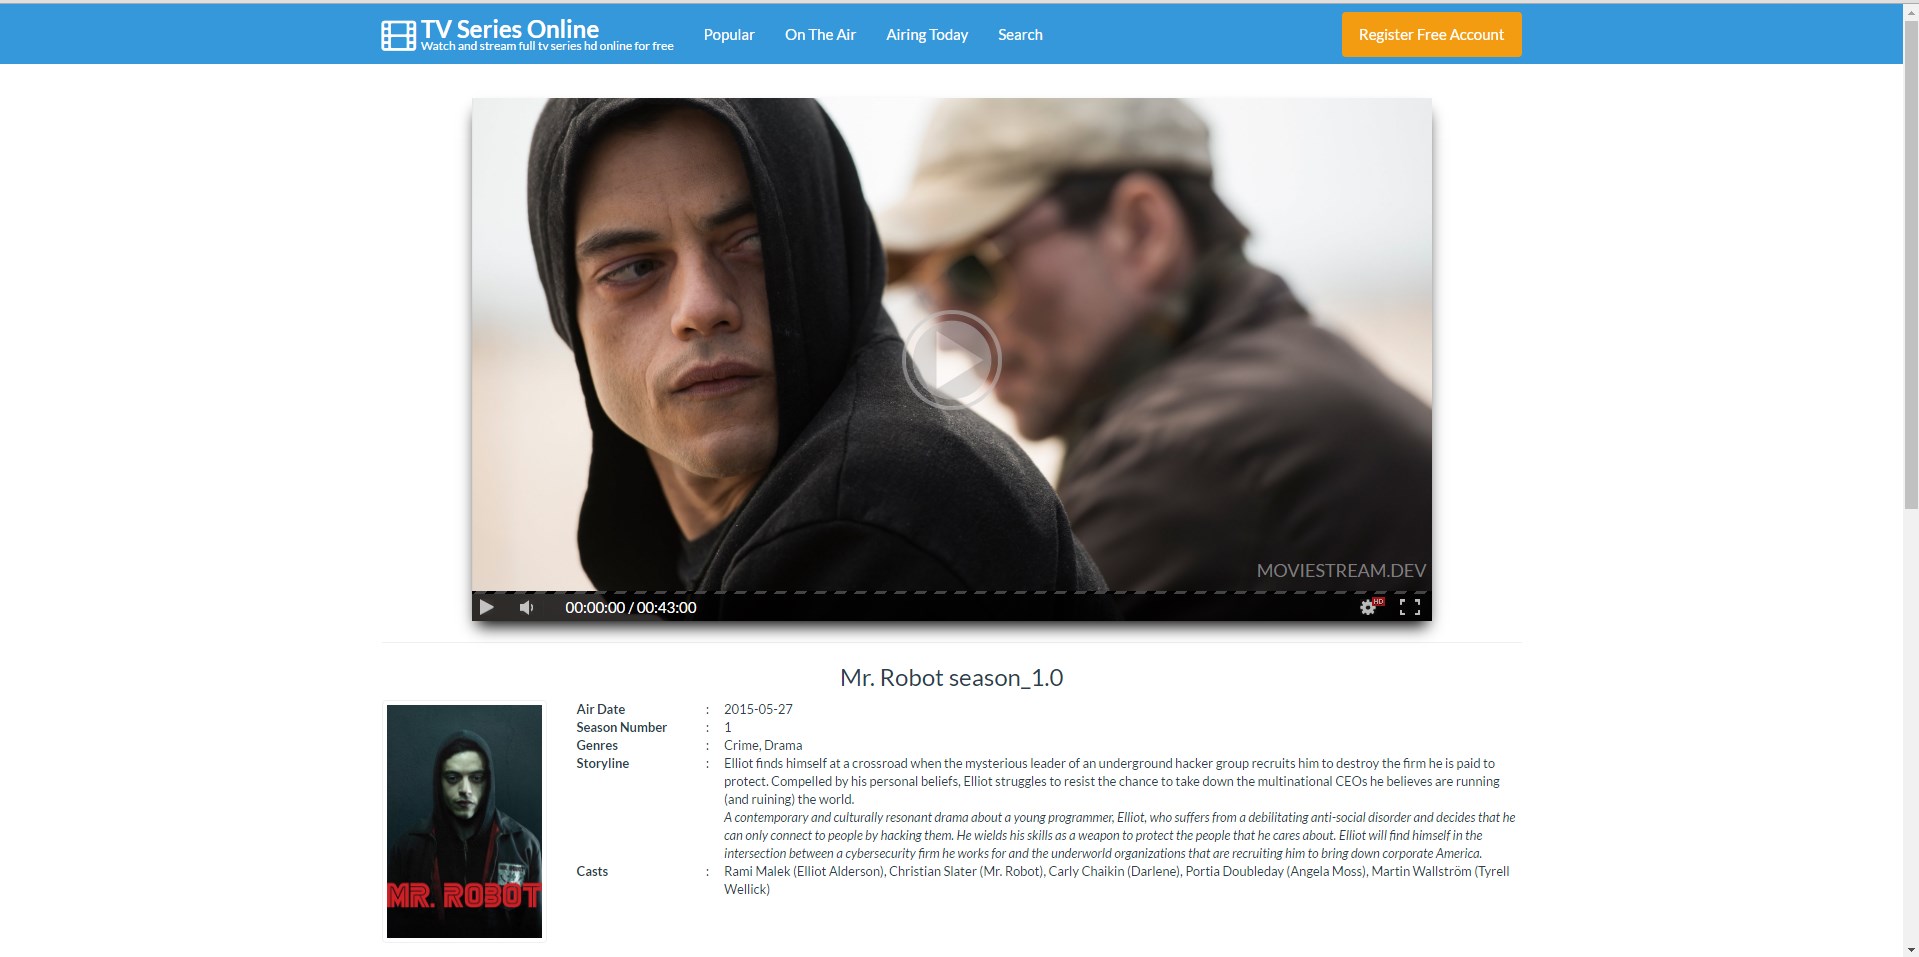 TV Series Online
Watch and stream full tv series hd online for free
Popular
On The Air
Airing Today
Search
Register Free Account
MOVIESTREAM.DEV
00:00:00 / 00:43:00
HD
Mr. Robot season_1.0
Air Date : 2015-05-27
Season Number : 1
Genres : Crime, Drama
Storyline : Elliot finds himself at a crossroad when the mysterious leader of an underground hacker group recruits him to destroy the firm he is paid to
protect. Compelled by his personal beliefs, Elliot struggles to resist the chance to take down the multinational CEOs he believes are running
(and ruining) the world.
A contemporary and culturally resonant drama about a young programmer, Elliot, who suffers from a debilitating anti-social disorder and decides that he
can only connect to people by hacking them. He wields his skills as a weapon to protect the people that he cares about. Elliot will find himself in the
intersection between a cybersecurity firm he works for and the underworld organizations that are recruiting him to bring down corporate America.
Casts : Rami Malek (Elliot Alderson), Christian Slater (Mr. Robot), Carly Chaikin (Darlene), Portia Doubleday (Angela Moss), Martin Wallström (Tyrell
Wellick)
MR. ROBOT